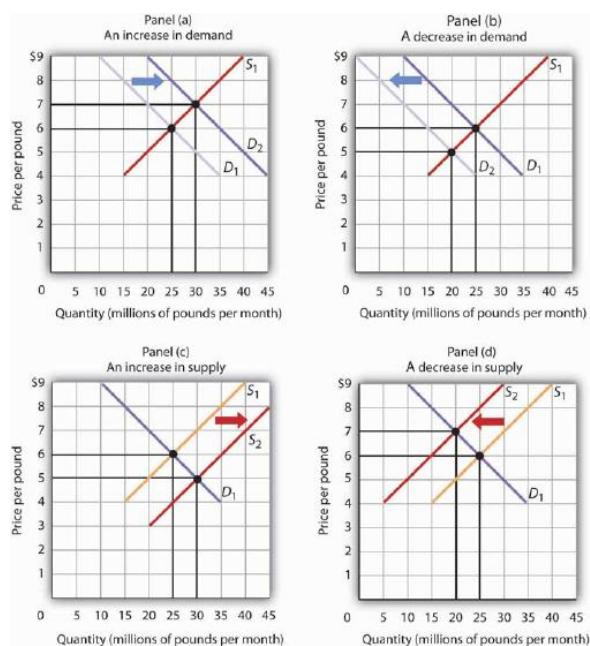 Panel (a)
An increase in demand
$9
8
7
6
5
4
3
2
1
0 5 10 15 20 25 30 35 40 45
S1
D2
D1
Price per pound
Quantity (millions of pounds per month)
Panel (b)
A decrease in demand
$9
8
7
6
5
4
3
2
1
0 5 10 15 20 25 30 35 40 45
S1
D2
D1
Price per pound
Quantity (millions of pounds per month)
Panel (c)
An increase in supply
$9
8
7
6
5
4
3
2
1
0 5 10 15 20 25 30 35 40 45
S1
S2
D1
Price per pound
Quantity (millions of pounds per month)
Panel (d)
A decrease in supply
$9
8
7
6
5
4
3
2
1
0 5 10 15 20 25 30 35 40 45
S2
S1
D1
Price per pound
Quantity (millions of pounds per month)